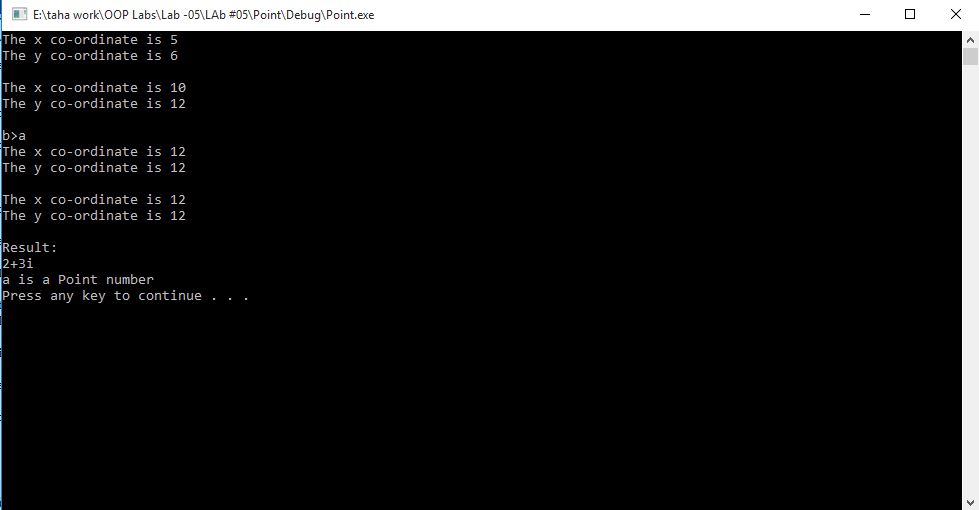 E:\taha work\OOP Labs\Lab -05\LAb #05\Point\Debug\Point.exe
The x co-ordinate is 5
The y co-ordinate is 6
The x co-ordinate is 10
The y co-ordinate is 12
b>a
The x co-ordinate is 12
The y co-ordinate is 12
The x co-ordinate is 12
The y co-ordinate is 12
Result:
2+3i
a is a Point number
Press any key to continue . . .